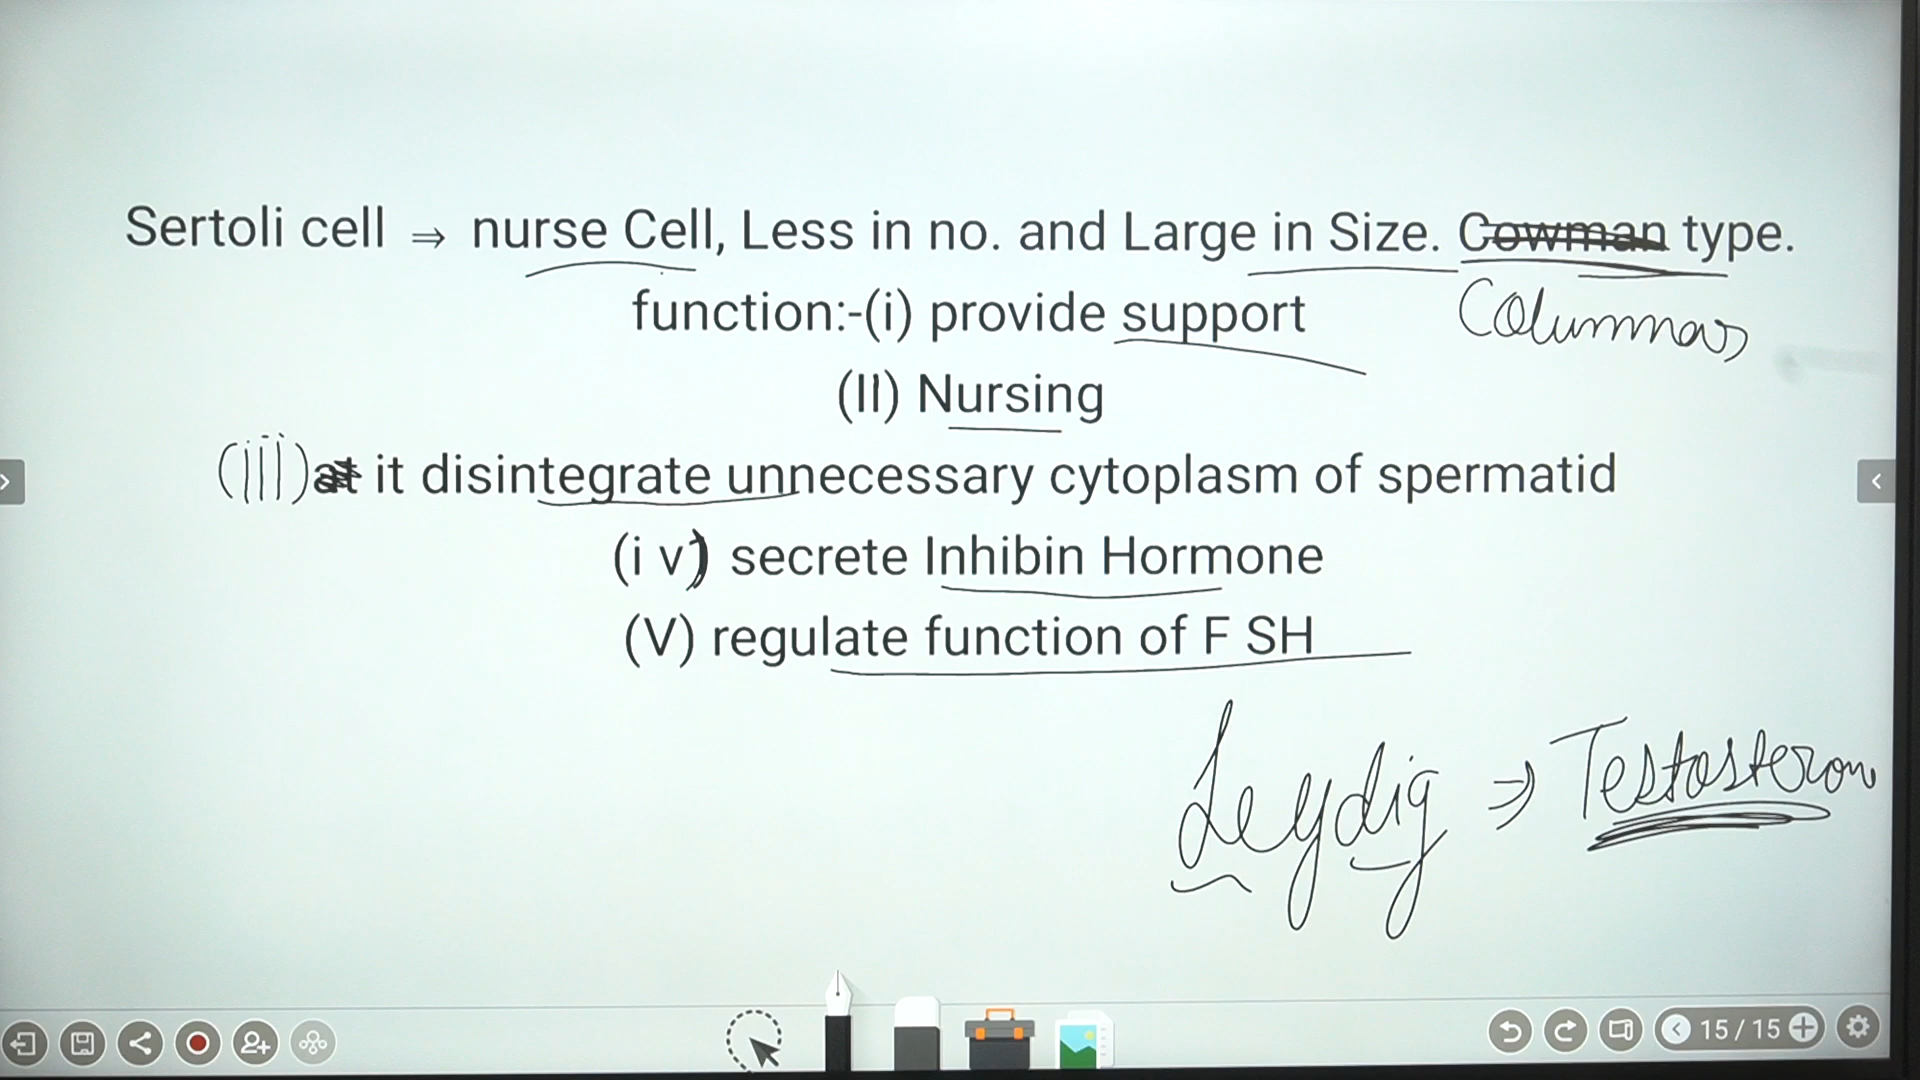 Sertoli cell ⇒ nurse Cell, Less in no. and Large in Size. Cowman type.
Columnar
function:-(i) provide support
(II) Nursing
(iii) at it disintegrate unnecessary cytoplasm of spermatid
(i v) secrete Inhibin Hormone
(V) regulate function of F SH
Leydig ⇒ Testosteron
15/15